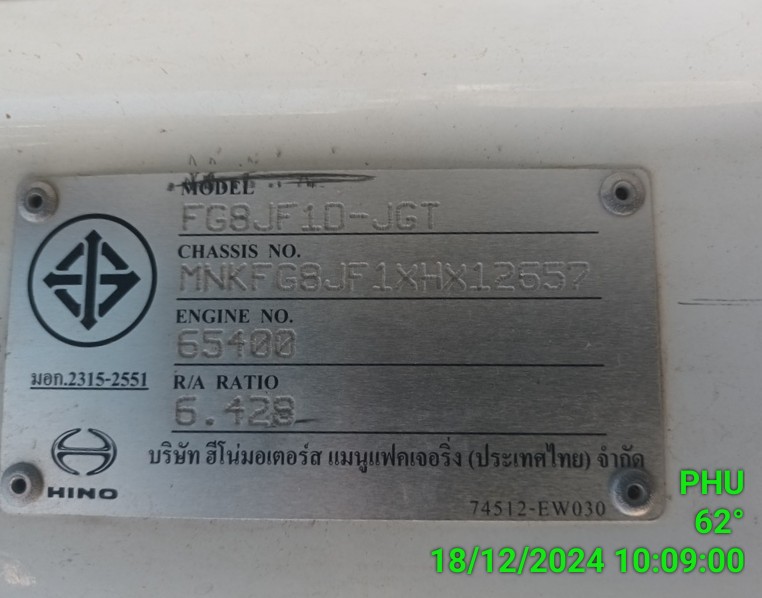 MODEL
FG8JF1D-JGT
CHASSIS NO.
MNKFG8JF1XHX12657
ENGINE NO.
65400
มอก.2315-2551
R/A RATIO
6.428
บริษัท ฮีโน่มอเตอร์ส แมนูแฟคเจอริ่ง (ประเทศไทย) จำกัด
HINO
74512-EW030
PHU
62°
18/12/2024 10:09:00